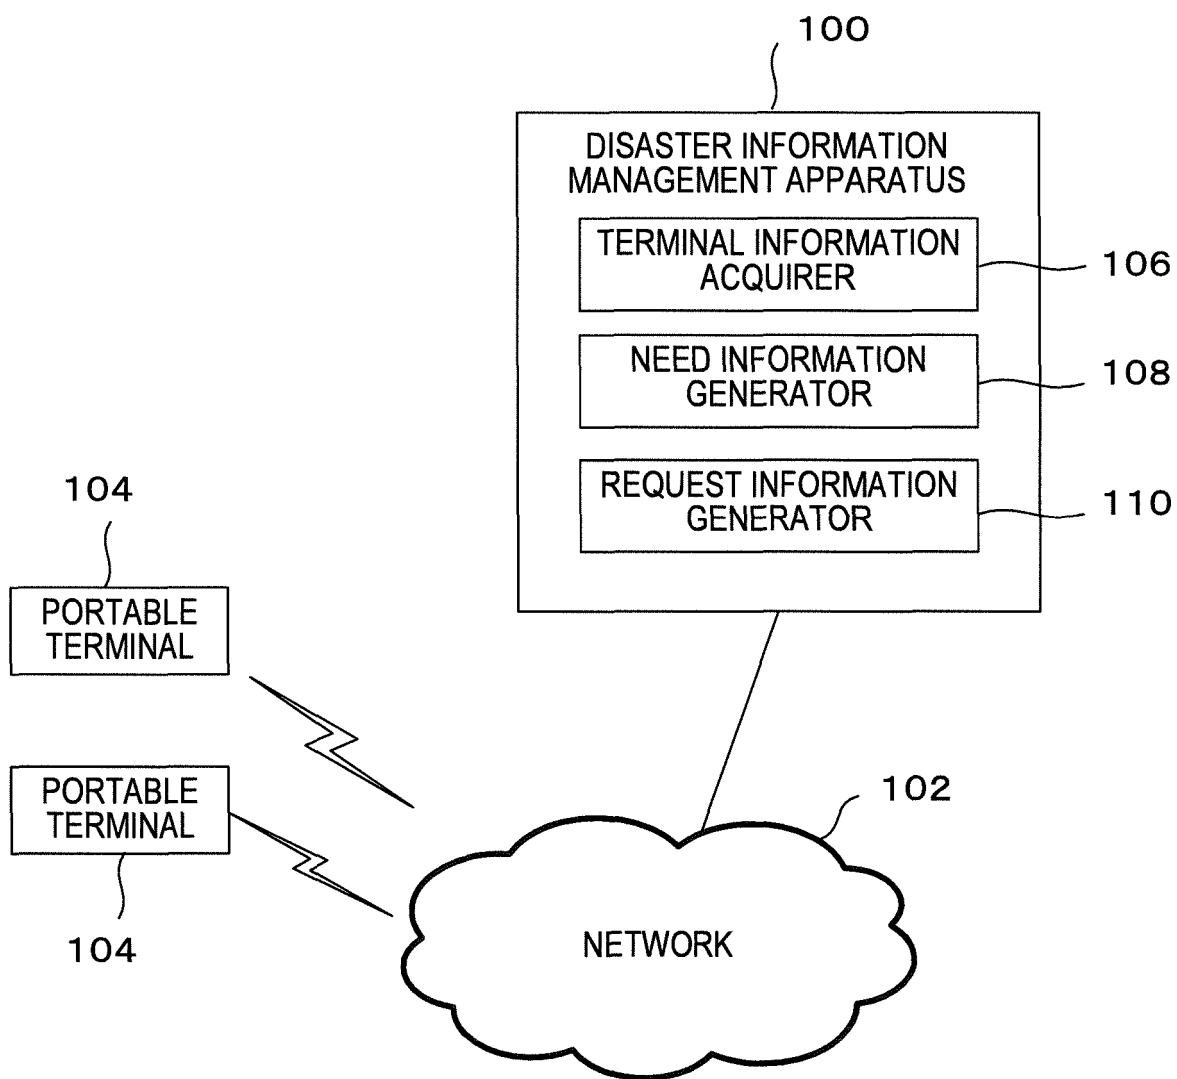 100
DISASTER INFORMATION
MANAGEMENT APPARATUS
TERMINAL INFORMATION
ACQUIRER
106
NEED INFORMATION
GENERATOR
108
REQUEST INFORMATION
GENERATOR
110
104
PORTABLE
TERMINAL
PORTABLE
TERMINAL
104
102
NETWORK